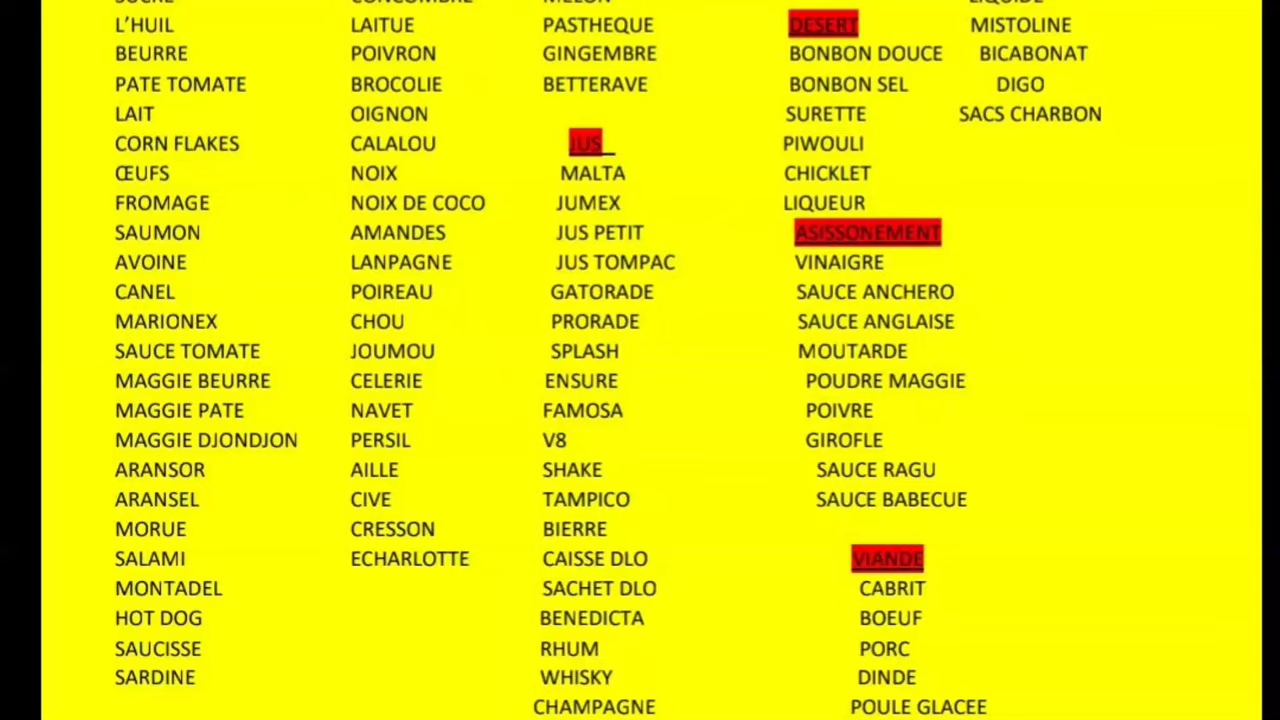 SUCRE
L'HUIL
BEURRE
PATE TOMATE
LAIT
CORN FLAKES
ŒUFS
FROMAGE
SAUMON
AVOINE
CANEL
MARIONEX
SAUCE TOMATE
MAGGIE BEURRE
MAGGIE PATE
MAGGIE DJONDJON
ARANSOR
ARANSEL
MORUE
SALAMI
MONTADEL
HOT DOG
SAUCISSE
SARDINE
CONCOMBRE
LAITUE
POIVRON
BROCOLIE
OIGNON
CALALOU
NOIX
NOIX DE COCO
AMANDES
LANPAGNE
POIREAU
CHOU
JOUMOU
CELERIE
NAVET
PERSIL
AILLE
CIVE
CRESSON
ECHARLOTTE
MELON
PASTHEQUE
GINGEMBRE
BETTERAVE
JUS
MALTA
JUMEX
JUS PETIT
JUS TOMPAC
GATORADE
PRORADE
SPLASH
ENSURE
FAMOSA
V8
SHAKE
TAMPICO
BIERRE
CAISSE DLO
SACHET DLO
BENEDICTA
RHUM
WHISKY
CHAMPAGNE
DESERT
BONBON DOUCE
BONBON SEL
SURETTE
PIWOULI
CHICKLET
LIQUEUR
ASISSONEMENT
VINAIGRE
SAUCE ANCHERO
SAUCE ANGLAISE
MOUTARDE
POUDRE MAGGIE
POIVRE
GIROFLE
SAUCE RAGU
SAUCE BABECUE
VIANDE
CABRIT
BOEUF
PORC
DINDE
POULE GLACEE
LIQUIDE
MISTOLINE
BICABONAT
DIGO
SACS CHARBON